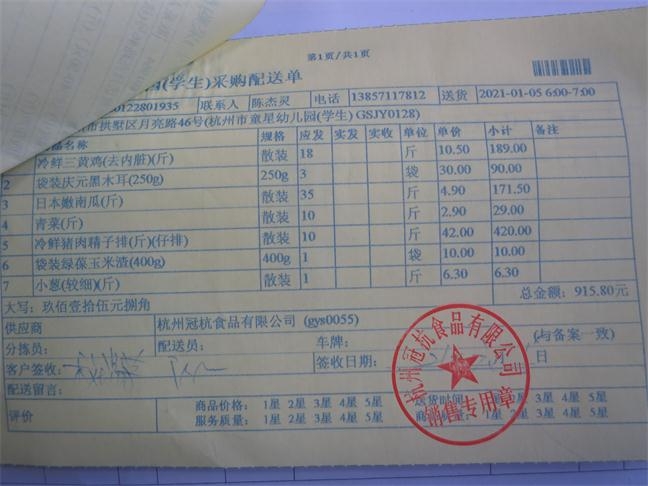 第1页/共1页
(学生)采购配送单
0122801935 联系人 陈杰灵 电话 13857117812 送货 2021-01-05 6:00-7:00
市拱墅区月亮路46号(杭州市童星幼儿园(学生) GSJY0128)
品名称 规格 应发 实发 实收 单位 单价 小计 备注
冷鲜三黄鸡(去内脏)(斤) 散装 18 斤 10.50 189.00
2 袋装庆元黑木耳(250g) 250g 3 袋 30.00 90.00
3 日本嫩南瓜(斤) 散装 35 斤 4.90 171.50
4 青菜(斤) 散装 10 斤 2.90 29.00
5 冷鲜猪肉精子排(斤)(仔排) 散装 10 斤 42.00 420.00
6 袋装绿葆玉米渣(400g) 400g 1 袋 10.00 10.00
7 小葱(较细)(斤) 散装 1 斤 6.30 6.30
大写: 玖佰壹拾伍元捌角 总金额: 915.80元
供应商 杭州冠杭食品有限公司 (gys0055)
分拣员: 配送员: 车牌: (与备案一致)
客户签收: 签收日期: 日
配送留言:
评价 商品价格: 1星 2星 3星 4星 5星 送货时间: 1星 2星 3星 4星 5星
服务质量: 1星 2星 3星 4星 5星 1星 2星 3星 4星 5星
杭州冠杭食品有限公司
销售专用章